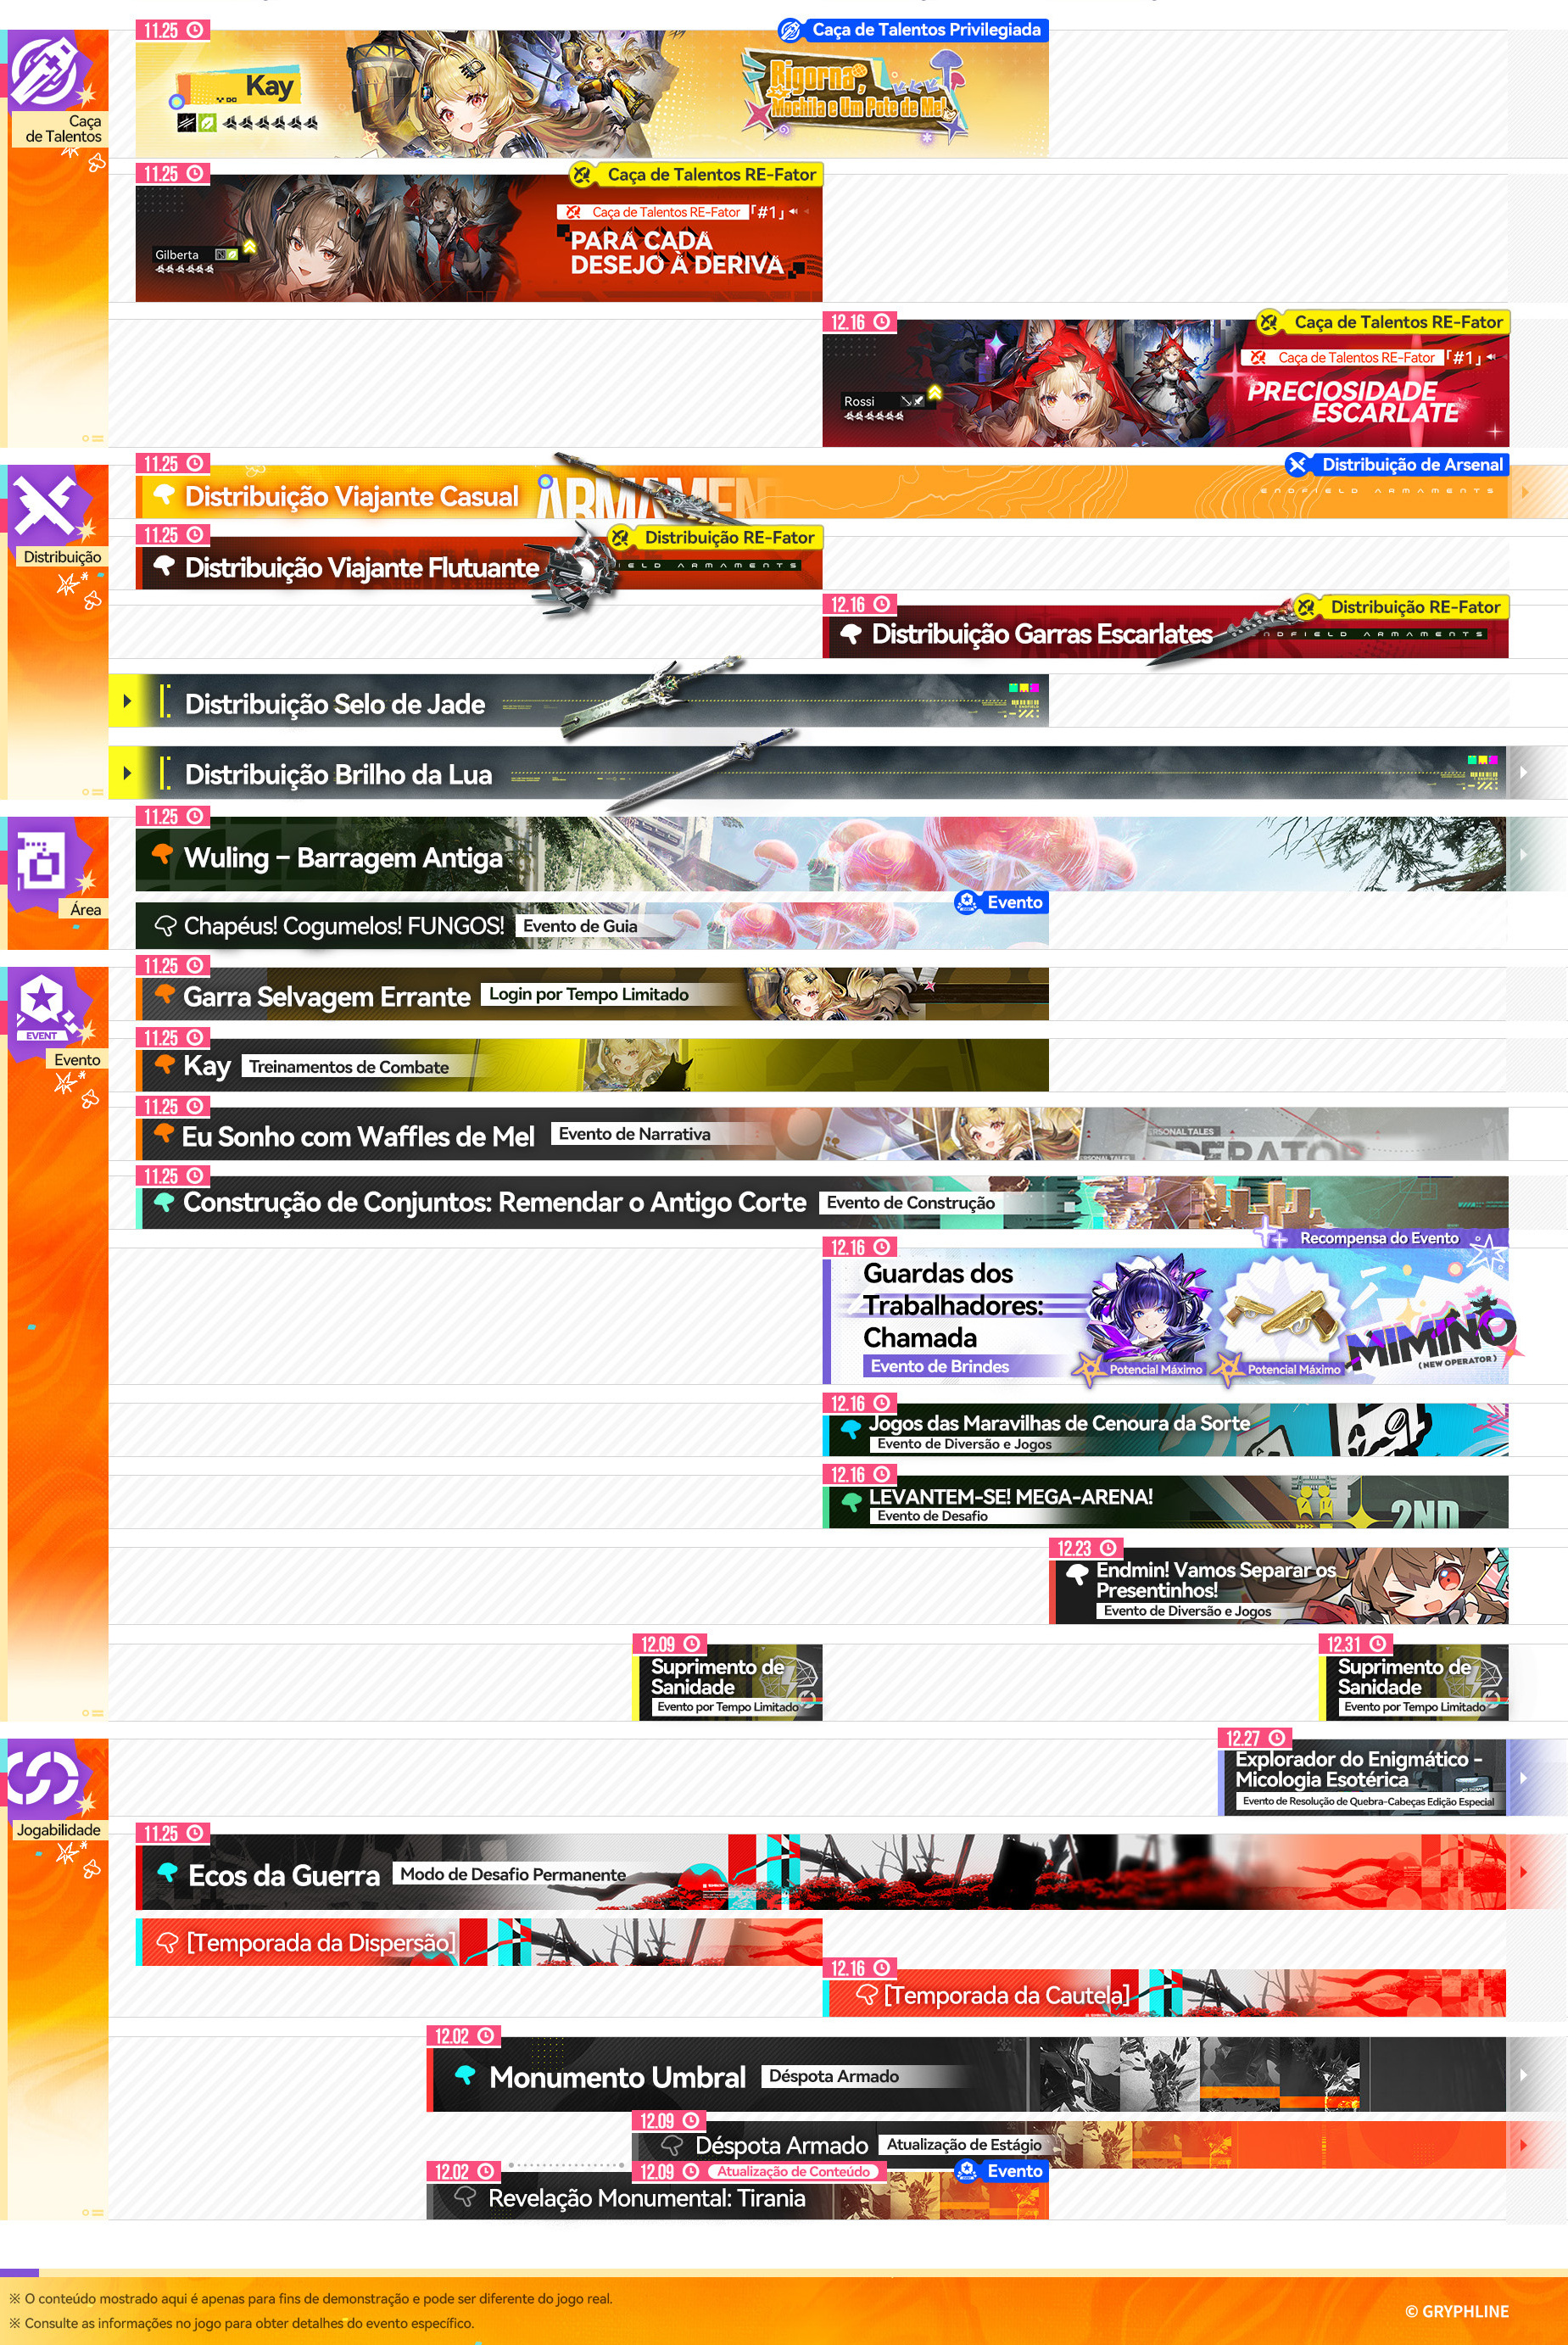 11.25
Caça de Talentos Privilegiada
Kay
Rigorna,
Mochila e Um Pote de Mel
Caça
de Talentos
11.25
Caça de Talentos RE-Fator
Caça de Talentos RE-Fator 「#1」
Gilberta
PARA CADA
DESEJO À DERIVA
12.16
Caça de Talentos RE-Fator
Caça de Talentos RE-Fator 「#1」
Rossi
PRECIOSIDADE
ESCARLATE
11.25
Distribuição de Arsenal
Distribuição Viajante Casual
ARMAMEN
ENDFIELD ARMAMENTS
Distribuição
11.25
Distribuição RE-Fator
Distribuição Viajante Flutuante
IELD ARMAMENTS
12.16
Distribuição RE-Fator
Distribuição Garras Escarlates
NDFIELD ARMAMENTS
Distribuição Selo de Jade
Distribuição Brilho da Lua
11.25
Wuling – Barragem Antiga
Área
Evento
Chapéus! Cogumelos! FUNGOS! Evento de Guia
11.25
Garra Selvagem Errante Login por Tempo Limitado
EVENT
Evento
11.25
Kay Treinamentos de Combate
11.25
Eu Sonho com Waffles de Mel Evento de Narrativa
ERSONAL TALES
OPERATOR
PERSONAL TALES
11.25
Construção de Conjuntos: Remendar o Antigo Corte Evento de Construção
12.16
Recompensa do Evento
Guardas dos
Trabalhadores:
Chamada
Evento de Brindes
Potencial Máximo
Potencial Máximo
MIMINO
(NEW OPERATOR)
12.16
Jogos das Maravilhas de Cenoura da Sorte
Evento de Diversão e Jogos
12.16
LEVANTEM-SE! MEGA-ARENA!
Evento de Desafio
2ND
12.23
Endmin! Vamos Separar os
Presentinhos!
Evento de Diversão e Jogos
12.09
Suprimento de
Sanidade
Evento por Tempo Limitado
12.31
Suprimento de
Sanidade
Evento por Tempo Limitado
12.27
Explorador do Enigmático -
Micologia Esotérica
Evento de Resolução de Quebra-Cabeças Edição Especial
Jogabilidade
11.25
Ecos da Guerra Modo de Desafio Permanente
[Temporada da Dispersão]
12.16
[Temporada da Cautela]
12.02
Monumento Umbral Déspota Armado
12.09
Déspota Armado Atualização de Estágio
12.02
12.09 Atualização de Conteúdo
Evento
Revelação Monumental: Tirania
※ O conteúdo mostrado aqui é apenas para fins de demonstração e pode ser diferente do jogo real.
※ Consulte as informações no jogo para obter detalhes do evento específico.
© GRYPHLINE